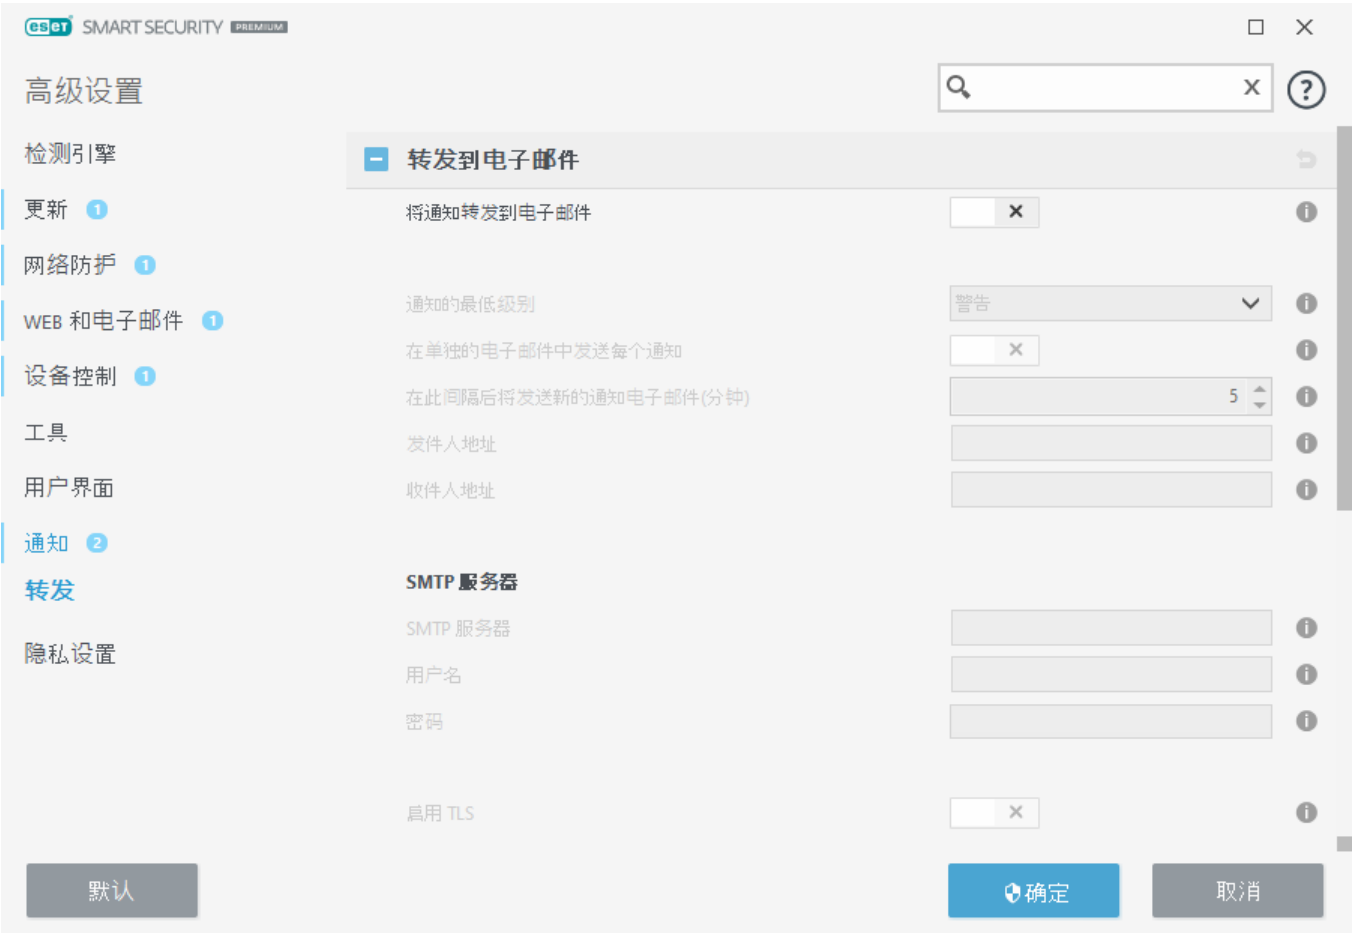 eset SMART SECURITY PREMIUM
高级设置
检测引擎
更新 1
网络防护 1
WEB 和电子邮件 1
设备控制 1
工具
用户界面
通知 2
转发
隐私设置
转发到电子邮件
将通知转发到电子邮件
通知的最低级别 警告
在单独的电子邮件中发送每个通知
在此间隔后将发送新的通知电子邮件(分钟) 5
发件人地址
收件人地址
SMTP 服务器
SMTP 服务器
用户名
密码
启用 TLS
默认
确定
取消